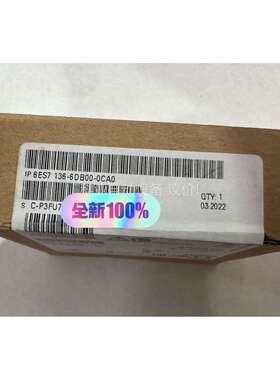 1P 6ES7 136-6DB00-0CA0
S C-P3FU7
全新100%
QTY: 1
03.2022